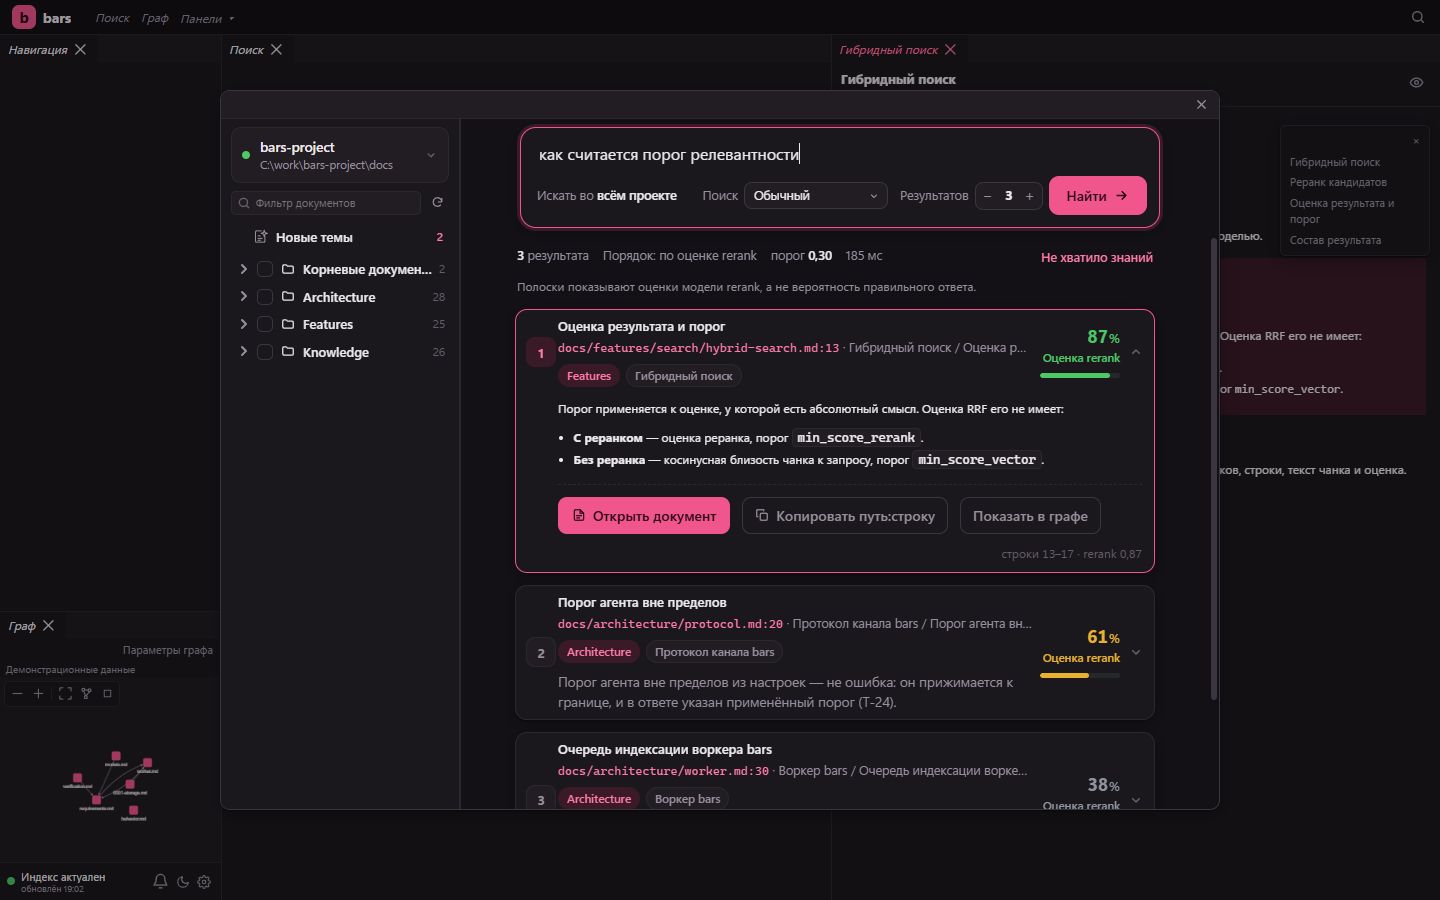 b bars Поиск Граф Панели
Навигация
Поиск
Гибридный поиск
Гибридный поиск
bars-project
C:\work\bars-project\docs
Фильтр документов
Новые темы 2
Корневые докумен... 2
Architecture 28
Features 25
Knowledge 26
как считается порог релевантности
Искать во всём проекте Поиск Обычный Результатов − 3 + Найти →
3 результата Порядок: по оценке rerank порог 0,30 185 мс Не хватило знаний
Полоски показывают оценки модели rerank, а не вероятность правильного ответа.
1
Оценка результата и порог
docs/features/search/hybrid-search.md:13 · Гибридный поиск / Оценка р...
Features Гибридный поиск
87%
Оценка rerank
Порог применяется к оценке, у которой есть абсолютный смысл. Оценка RRF его не имеет:
• С реранком — оценка реранка, порог min_score_rerank.
• Без реранка — косинусная близость чанка к запросу, порог min_score_vector.
Открыть документ Копировать путь:строку Показать в графе
строки 13–17 · rerank 0,87
2
Порог агента вне пределов
docs/architecture/protocol.md:20 · Протокол канала bars / Порог агента вн...
Architecture Протокол канала bars
61%
Оценка rerank
Порог агента вне пределов из настроек — не ошибка: он прижимается к
границе, и в ответе указан применённый порог (T-24).
3
Очередь индексации воркера bars
docs/architecture/worker.md:30 · Воркер bars / Очередь индексации ворке...
Architecture Воркер bars
38%
Оценка rerank
Гибридный поиск
Реранк кандидатов
Оценка результата и
порог
Состав результата
оделью.
Оценка RRF его не имеет:
ог min_score_vector.
ков, строки, текст чанка и оценка.
Граф
Параметры графа
Демонстрационные данные
Индекс актуален
обновлён 19:02